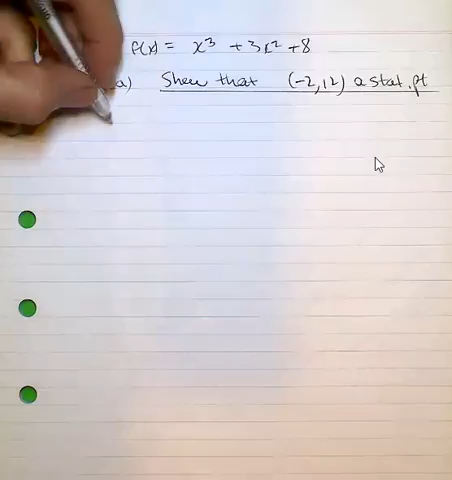 f(x) = x³ + 3x² + 8
a) Show that (-2,12) a stat. pt